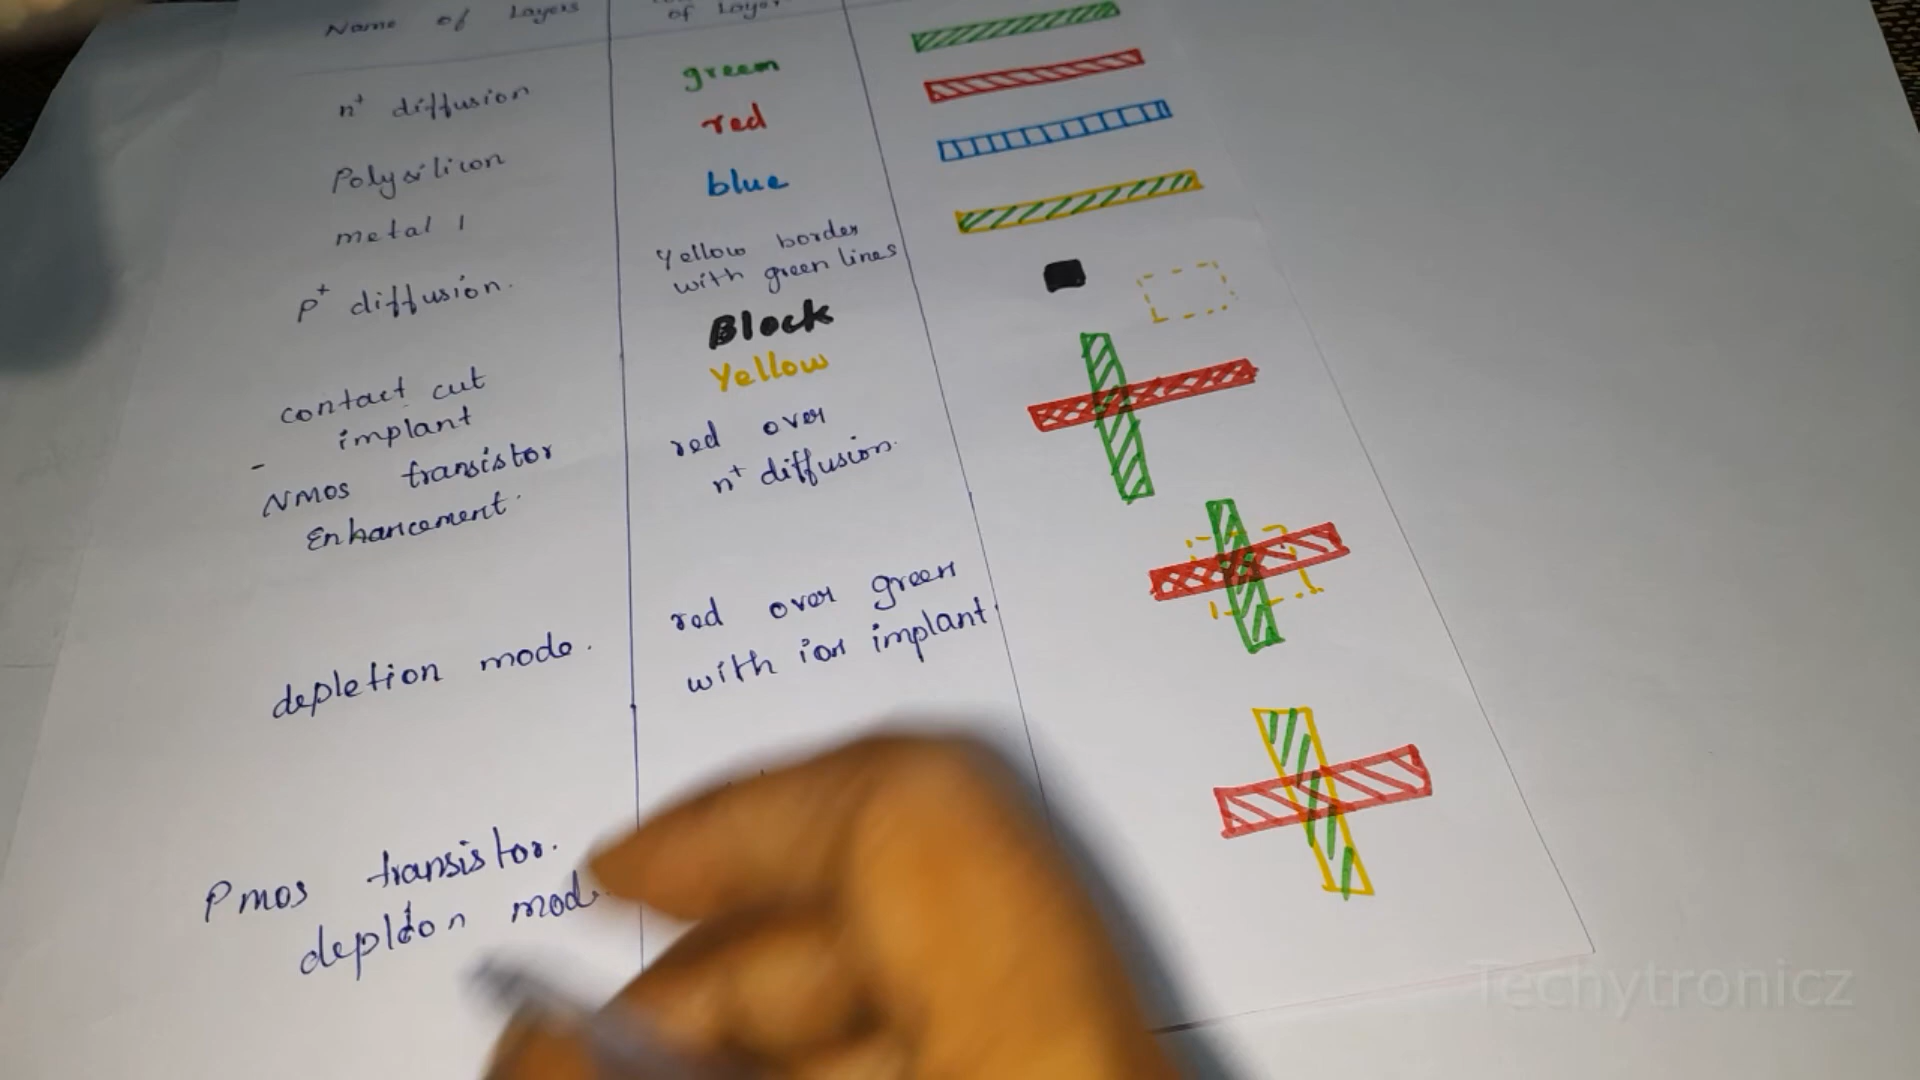 Name of Layers
of Layer
n+ diffusion
green
Polysilicon
red
metal 1
blue
p+ diffusion.
Yellow border
with green lines
contact cut
Block
implant
Yellow
- NMOS transistor
Enhancement.
red over
n+ diffusion.
depletion mode.
red over green
with ion implant.
Pmos transistor.
depletion mode
Techytronicz